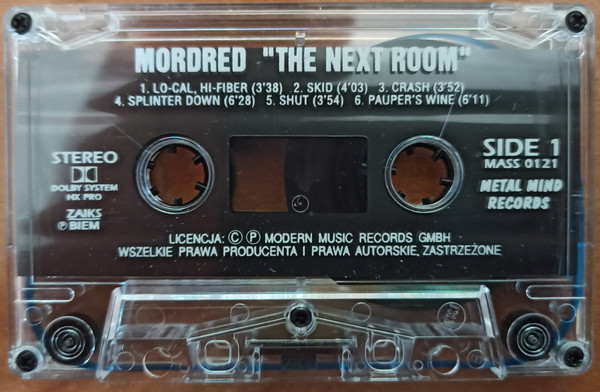 MORDRED "THE NEXT ROOM"
1. LO-CAL, HI-FIBER (3'38) 2. SKID (4'03) 3. CRASH (3'52)
4. SPLINTER DOWN (6'28) 5. SHUT (3'54) 6. PAUPER'S WINE (6'11)
STEREO
DOLBY SYSTEM
HX PRO
ZAIKS
Ⓟ BIEM
SIDE 1
MASS 0121
METAL MIND
RECORDS
LICENCJA: © Ⓟ MODERN MUSIC RECORDS GMBH
WSZELKIE PRAWA PRODUCENTA I PRAWA AUTORSKIE, ZASTRZEŻONE